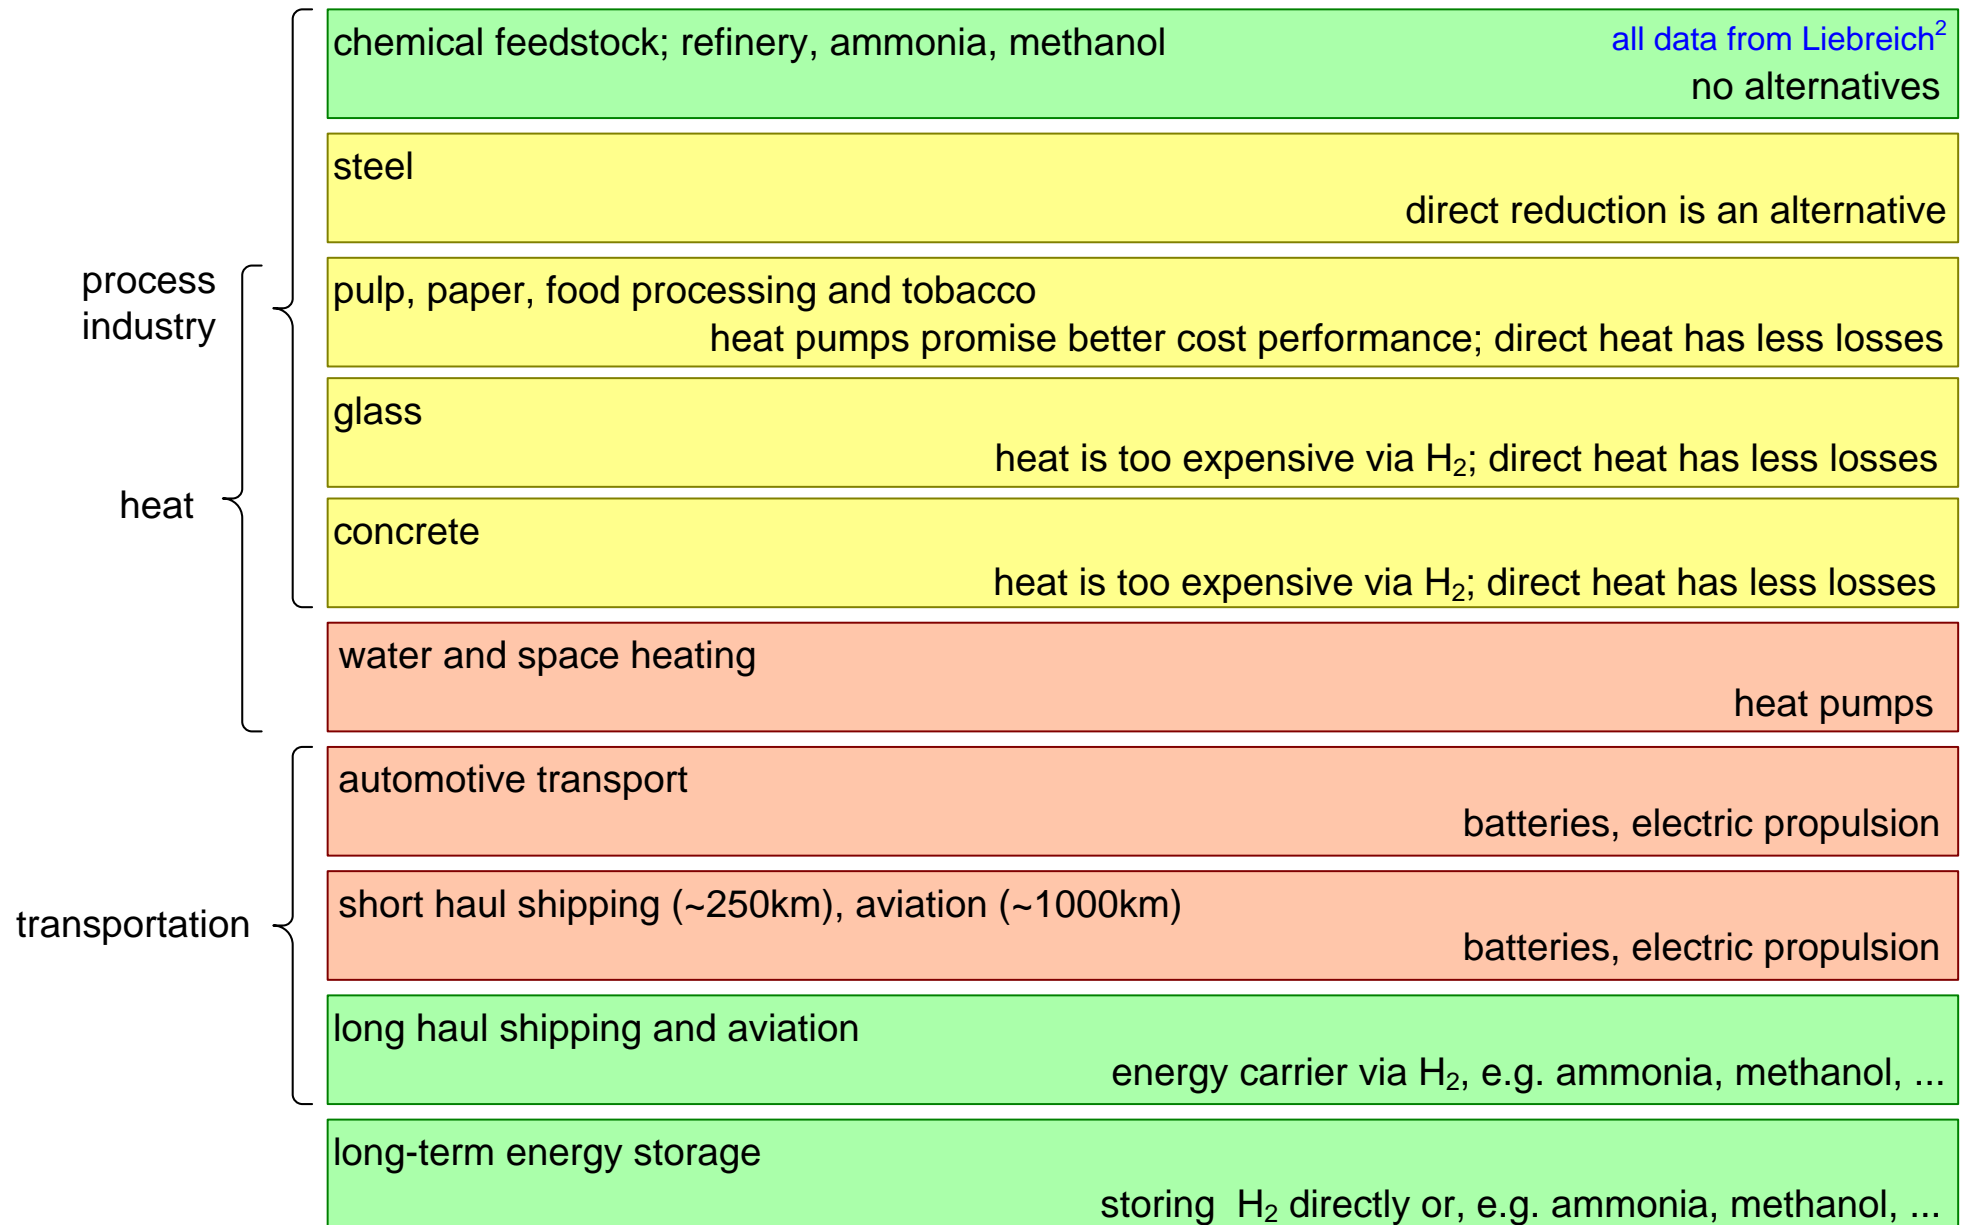 chemical feedstock; refinery, ammonia, methanol
all data from Liebreich²
no alternatives
steel
direct reduction is an alternative
process
industry
pulp, paper, food processing and tobacco
heat pumps promise better cost performance; direct heat has less losses
glass
heat is too expensive via H₂; direct heat has less losses
heat
concrete
heat is too expensive via H₂; direct heat has less losses
water and space heating
heat pumps
automotive transport
batteries, electric propulsion
transportation
short haul shipping (~250km), aviation (~1000km)
batteries, electric propulsion
long haul shipping and aviation
energy carrier via H₂, e.g. ammonia, methanol, ...
long-term energy storage
storing H₂ directly or, e.g. ammonia, methanol, ...